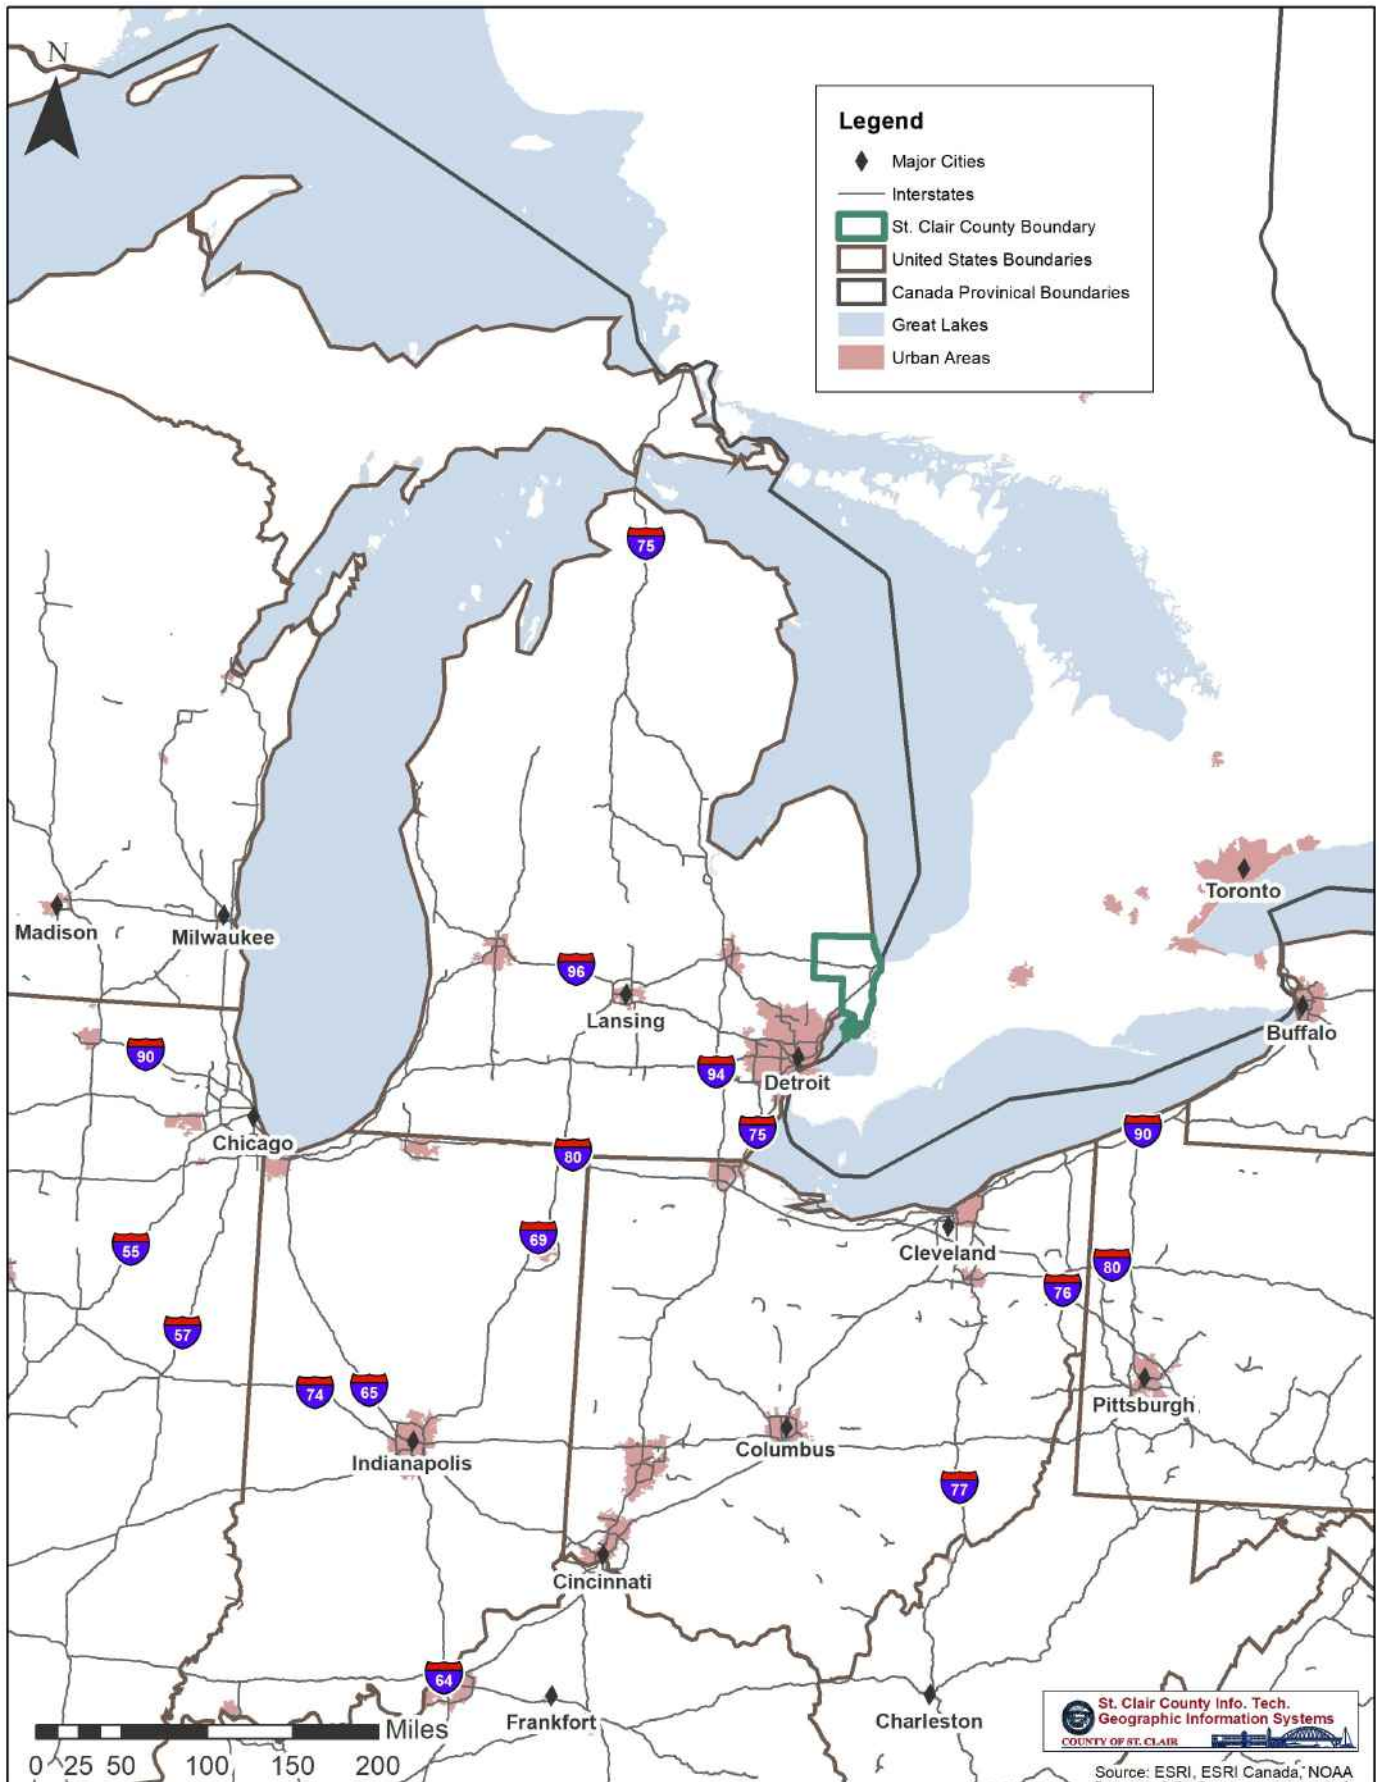 N
Legend
Major Cities
Interstates
St. Clair County Boundary
United States Boundaries
Canada Provinical Boundaries
Great Lakes
Urban Areas
75
Toronto
Madison
Milwaukee
96
Lansing
Buffalo
90
94
Detroit
Chicago
75
90
80
69
Cleveland
55
80
76
57
74
65
Pittsburgh
Indianapolis
Columbus
77
Cincinnati
64
Frankfort
Charleston
St. Clair County Info. Tech.
Geographic Information Systems
COUNTY OF ST. CLAIR
Miles
0 25 50 100 150 200
Source: ESRI, ESRI Canada, NOAA